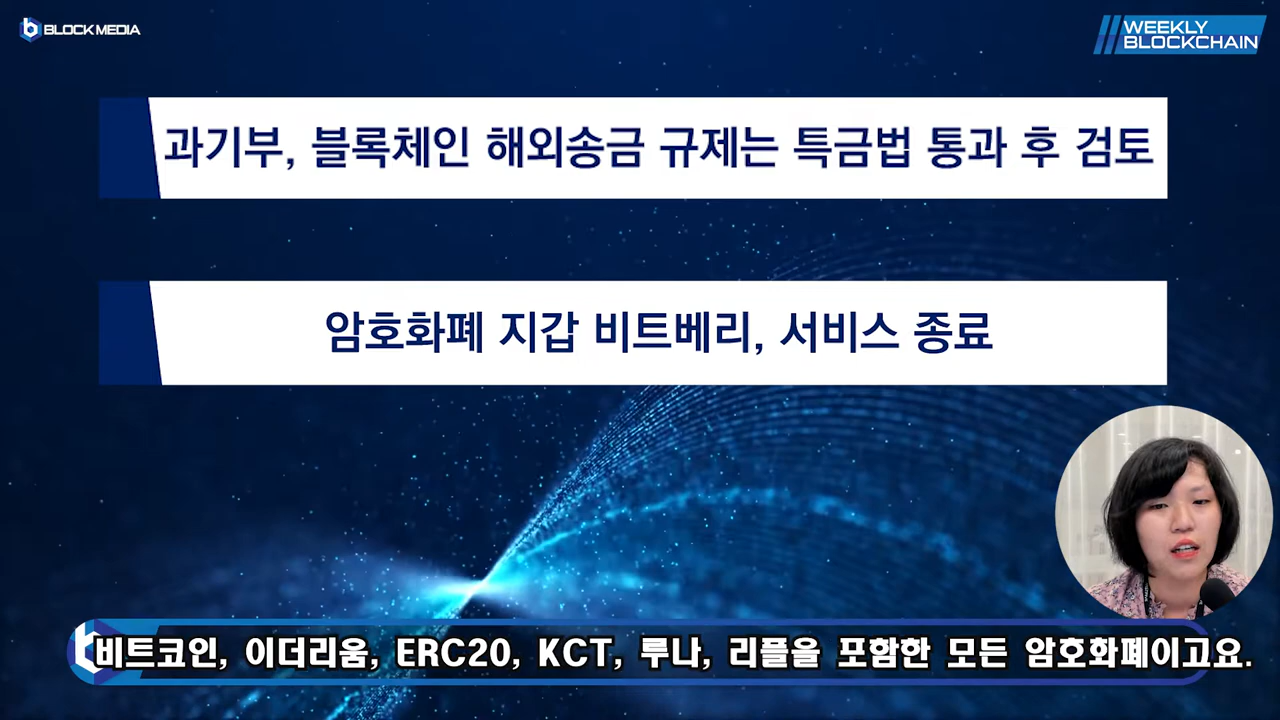 BLOCK MEDIA
WEEKLY
BLOCKCHAIN
과기부, 블록체인 해외송금 규제는 특금법 통과 후 검토
암호화폐 지갑 비트베리, 서비스 종료
비트코인, 이더리움, ERC20, KCT, 루나, 리플을 포함한 모든 암호화폐이고요.